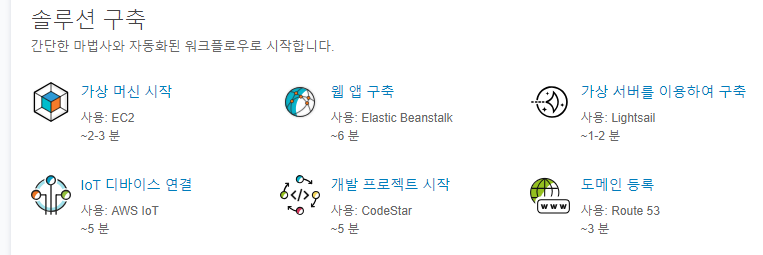 솔루션 구축
간단한 마법사와 자동화된 워크플로우로 시작합니다.
가상 머신 시작
사용: EC2
~2-3 분
웹 앱 구축
사용: Elastic Beanstalk
~6 분
가상 서버를 이용하여 구축
사용: Lightsail
~1-2 분
IoT 디바이스 연결
사용: AWS IoT
~5 분
개발 프로젝트 시작
사용: CodeStar
~5 분
도메인 등록
www
사용: Route 53
~3 분